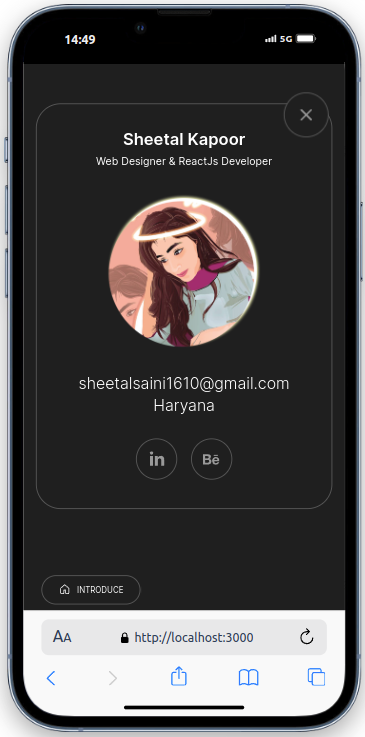 14:49
5G
Sheetal Kapoor
Web Designer & ReactJs Developer
sheetalsaini1610@gmail.com
Haryana
in
Bē
INTRODUCE
AA
http://localhost:3000